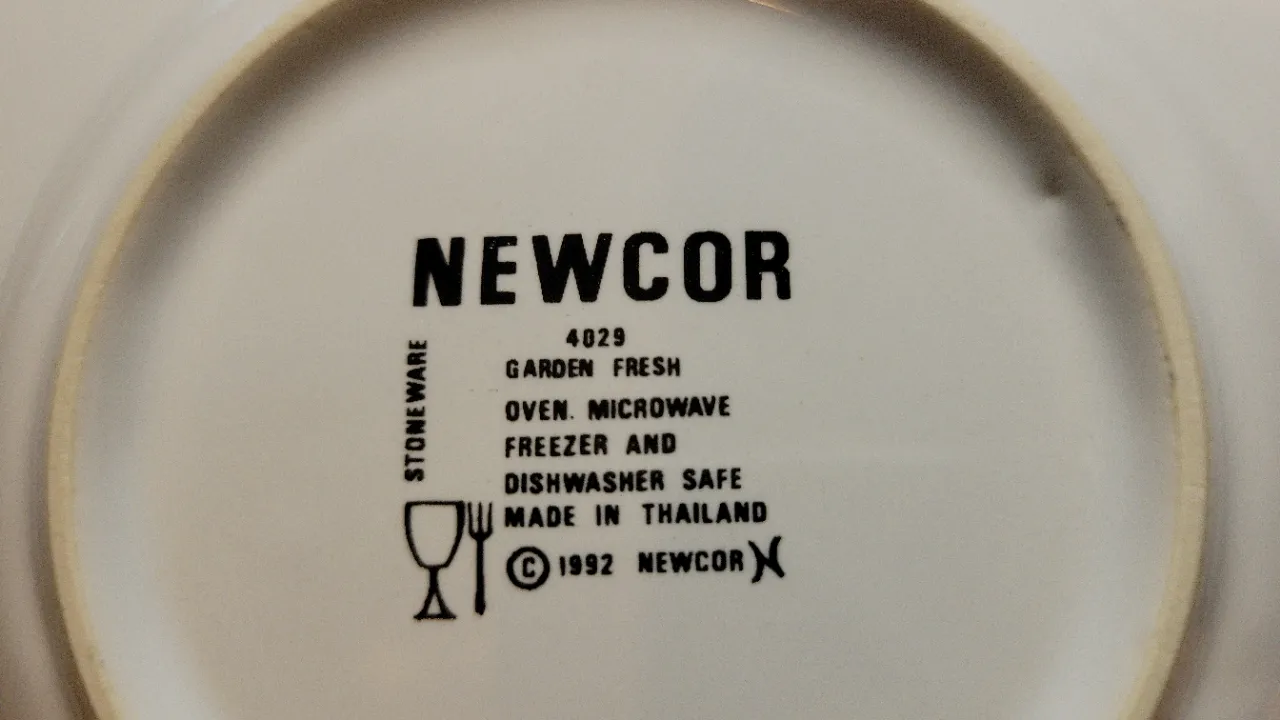 NEWCOR
4029
GARDEN FRESH
STONEWARE
OVEN. MICROWAVE
FREEZER AND
DISHWASHER SAFE
MADE IN THAILAND
© 1992 NEWCOR N